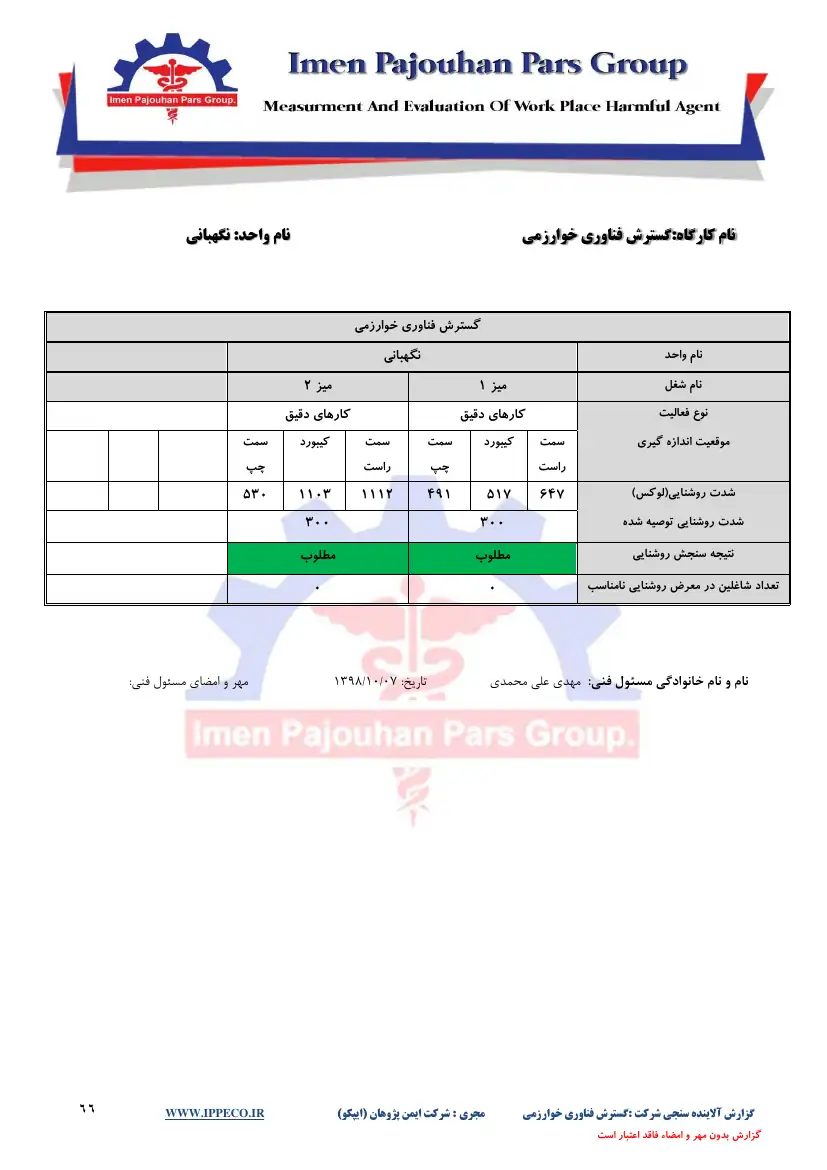 Imen Pajouhan Pars Group
Imen Pajouhan Pars Group.
Measurment And Evaluation Of Work Place Harmful Agent
نام کارگاه:گسترش فناوری خوارزمی نام واحد: نگهبانی
گسترش فناوری خوارزمی
نام واحد نگهبانی
نام شغل میز ۱ میز ۲
نوع فعالیت کارهای دقیق کارهای دقیق
موقعیت اندازه گیری سمت راست کیبورد سمت چپ سمت راست کیبورد سمت چپ
شدت روشنایی(لوکس) ۶۴۷ ۵۱۷ ۴۹۱ ۱۱۱۲ ۱۱۰۳ ۵۳۰
شدت روشنایی توصیه شده ۳۰۰ ۳۰۰
نتیجه سنجش روشنایی مطلوب مطلوب
تعداد شاغلین در معرض روشنایی نامناسب ۰ ۰
نام و نام خانوادگی مسئول فنی: مهدی علی محمدی تاریخ: ۱۳۹۸/۱۰/۰۷ مهر و امضای مسئول فنی:
Imen Pajouhan Pars Group.
گزارش آلاینده سنجی شرکت :گسترش فناوری خوارزمی مجری : شرکت ایمن پژوهان (ایپکو) WWW.IPPECO.IR ۶۶
گزارش بدون مهر و امضاء فاقد اعتبار است